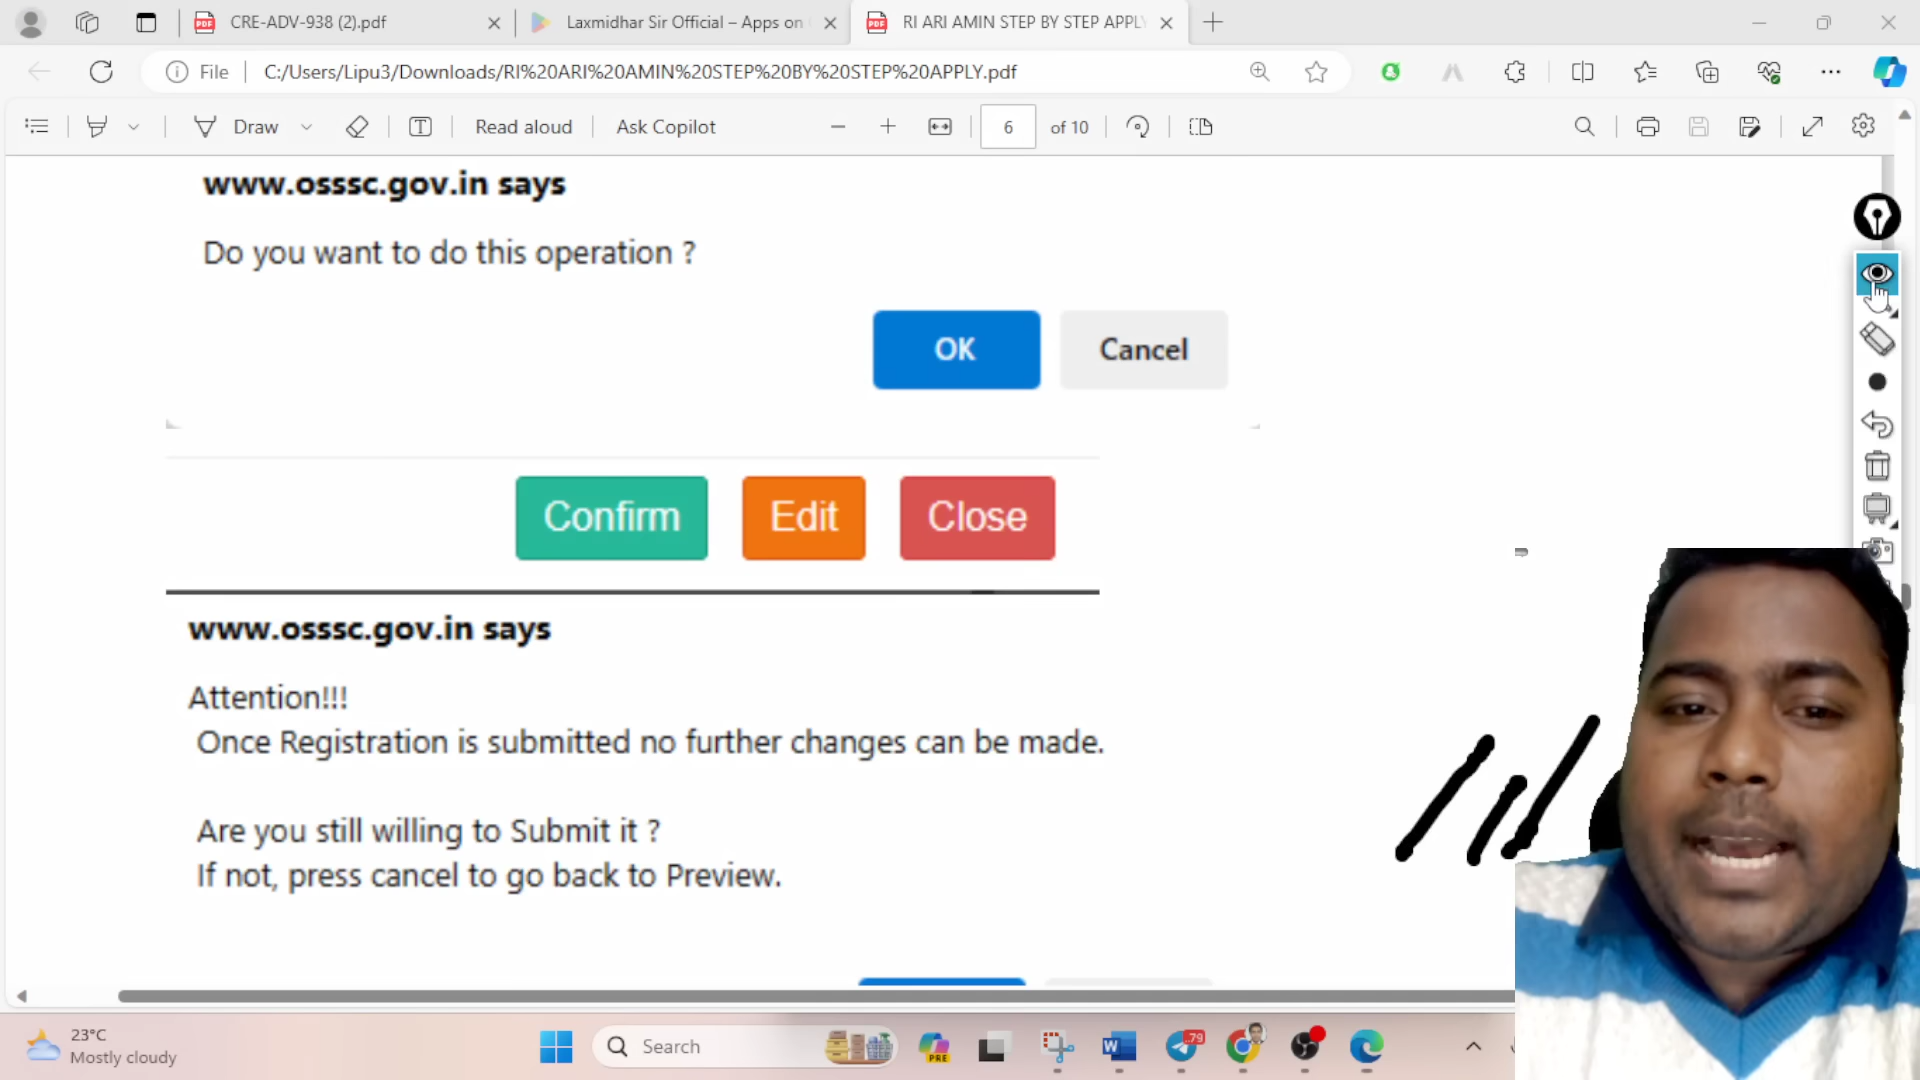 CRE-ADV-938 (2).pdf
Laxmidhar Sir Official – Apps on
RI ARI AMIN STEP BY STEP APPLY
File
C:/Users/Lipu3/Downloads/RI%20ARI%20AMIN%20STEP%20BY%20STEP%20APPLY.pdf
Draw
Read aloud
Ask Copilot
6 of 10
www.osssc.gov.in says
Do you want to do this operation ?
OK
Cancel
Confirm
Edit
Close
www.osssc.gov.in says
Attention!!!
Once Registration is submitted no further changes can be made.
Are you still willing to Submit it ?
If not, press cancel to go back to Preview.
23°C
Mostly cloudy
Search
PRE
W
79